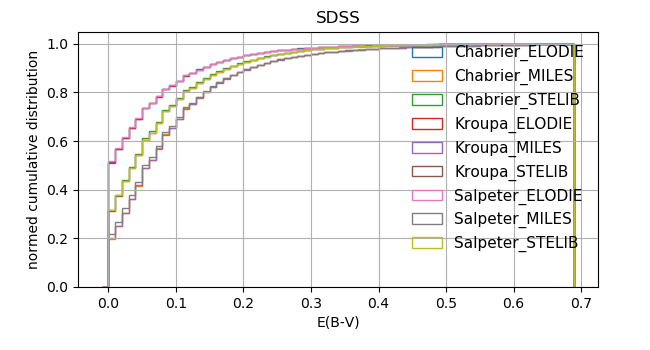 SDSS
normed cumulative distribution
1.0
0.8
0.6
0.4
0.2
0.0
Chabrier_ELODIE
Chabrier_MILES
Chabrier_STELIB
Kroupa_ELODIE
Kroupa_MILES
Kroupa_STELIB
Salpeter_ELODIE
Salpeter_MILES
Salpeter_STELIB
0.0 0.1 0.2 0.3 0.4 0.5 0.6 0.7
E(B-V)